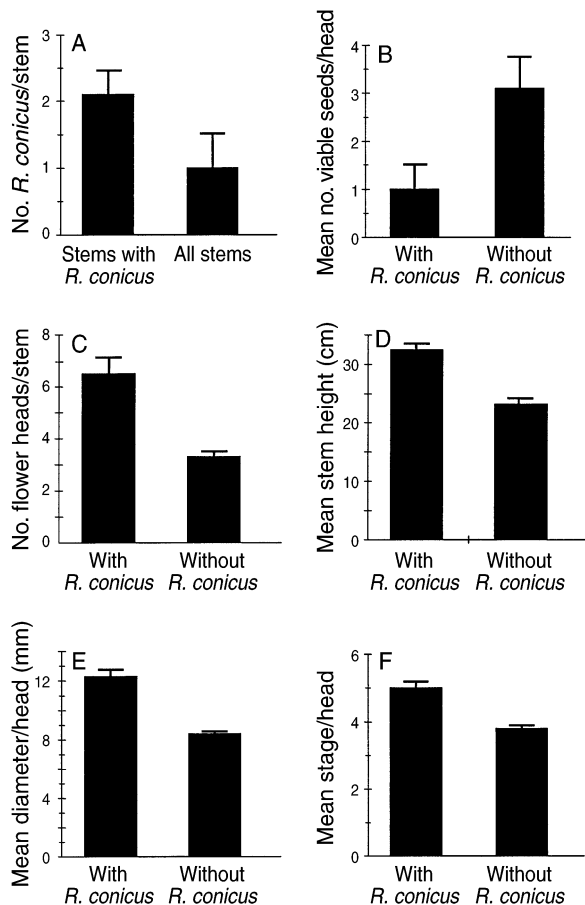 A
No. R. conicus/stem
3
2
1
0
Stems with
R. conicus
All stems
B
Mean no. viable seeds/head
4
3
2
1
0
With
R. conicus
Without
R. conicus
C
No. flower heads/stem
8
6
4
2
0
With
R. conicus
Without
R. conicus
D
Mean stem height (cm)
30
20
10
0
With
R. conicus
Without
R. conicus
E
Mean diameter/head (mm)
12
8
4
0
With
R. conicus
Without
R. conicus
F
Mean stage/head
6
4
2
0
With
R. conicus
Without
R. conicus